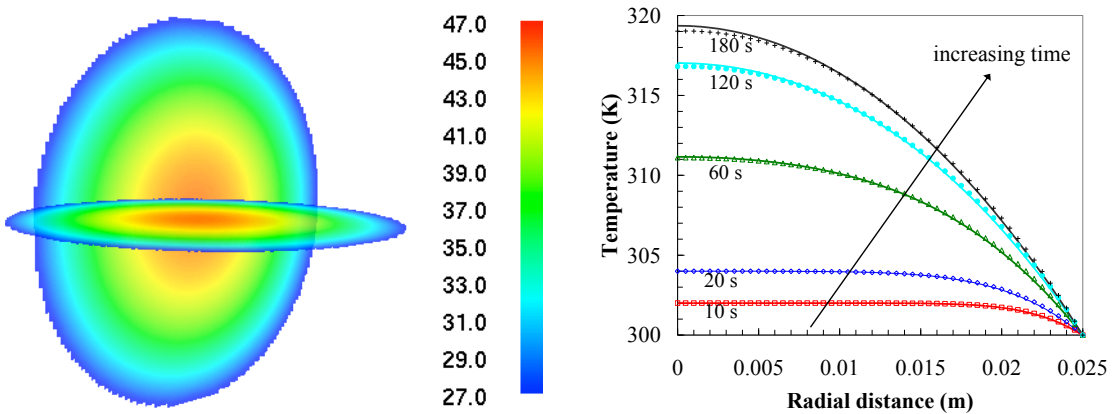 47.0
45.0
43.0
41.0
39.0
37.0
35.0
33.0
31.0
29.0
27.0
320
315
310
305
300
Temperature (K)
180 s
120 s
60 s
20 s
10 s
increasing time
0 0.005 0.01 0.015 0.02 0.025
Radial distance (m)